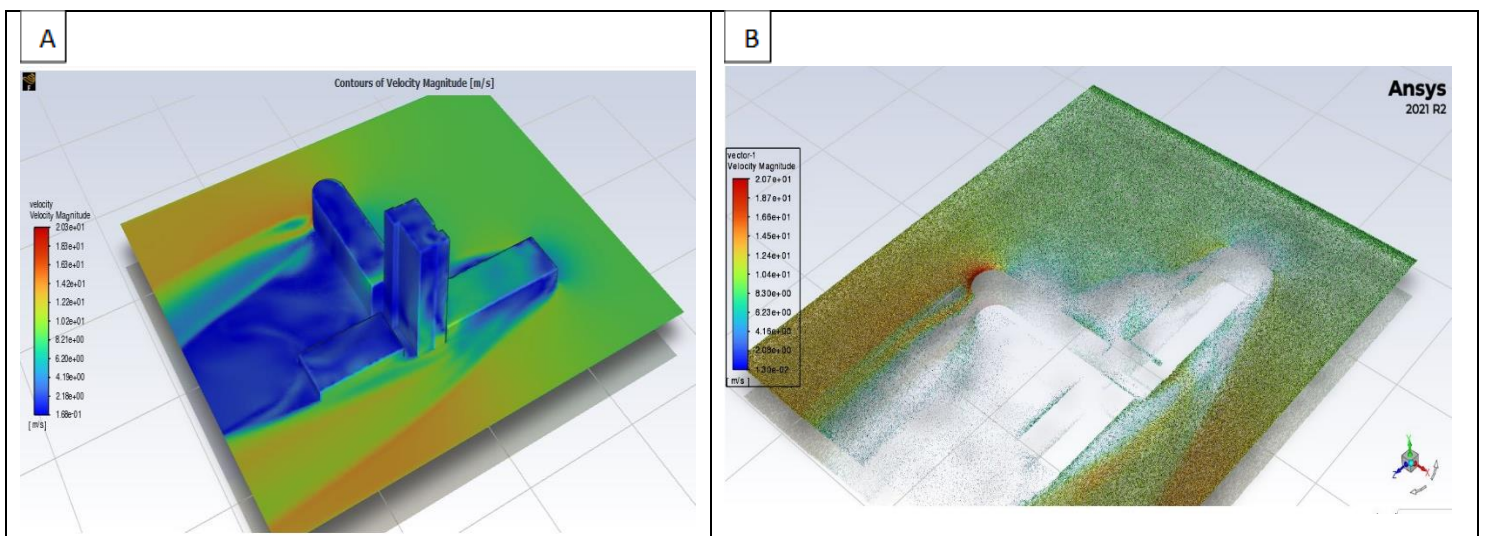 A
Contours of Velocity Magnitude [m/s]
velocity
Velocity Magnitude
2.03e+01
1.83e+01
1.63e+01
1.42e+01
1.22e+01
1.02e+01
8.21e+00
6.20e+00
4.19e+00
2.18e+00
1.68e-01
[m/s]
B
Ansys
2021 R2
vector-1
Velocity Magnitude
2.07e+01
1.87e+01
1.66e+01
1.45e+01
1.24e+01
1.04e+01
8.30e+00
6.23e+00
4.16e+00
2.09e+00
1.30e-02
[m/s]
Y
Z
X